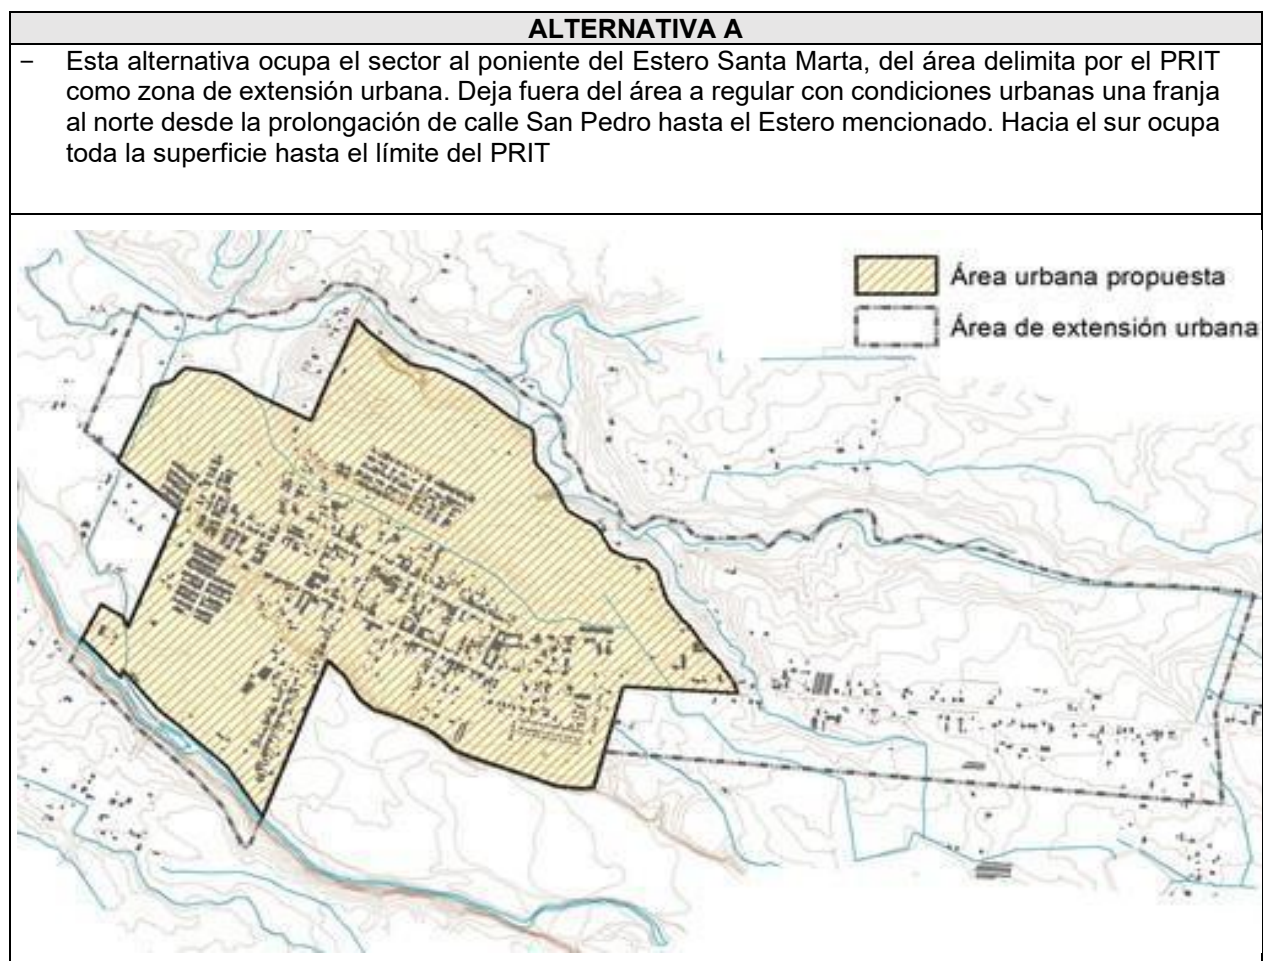 ALTERNATIVA A
− Esta alternativa ocupa el sector al poniente del Estero Santa Marta, del área delimita por el PRIT
como zona de extensión urbana. Deja fuera del área a regular con condiciones urbanas una franja
al norte desde la prolongación de calle San Pedro hasta el Estero mencionado. Hacia el sur ocupa
toda la superficie hasta el límite del PRIT
Área urbana propuesta
Área de extensión urbana